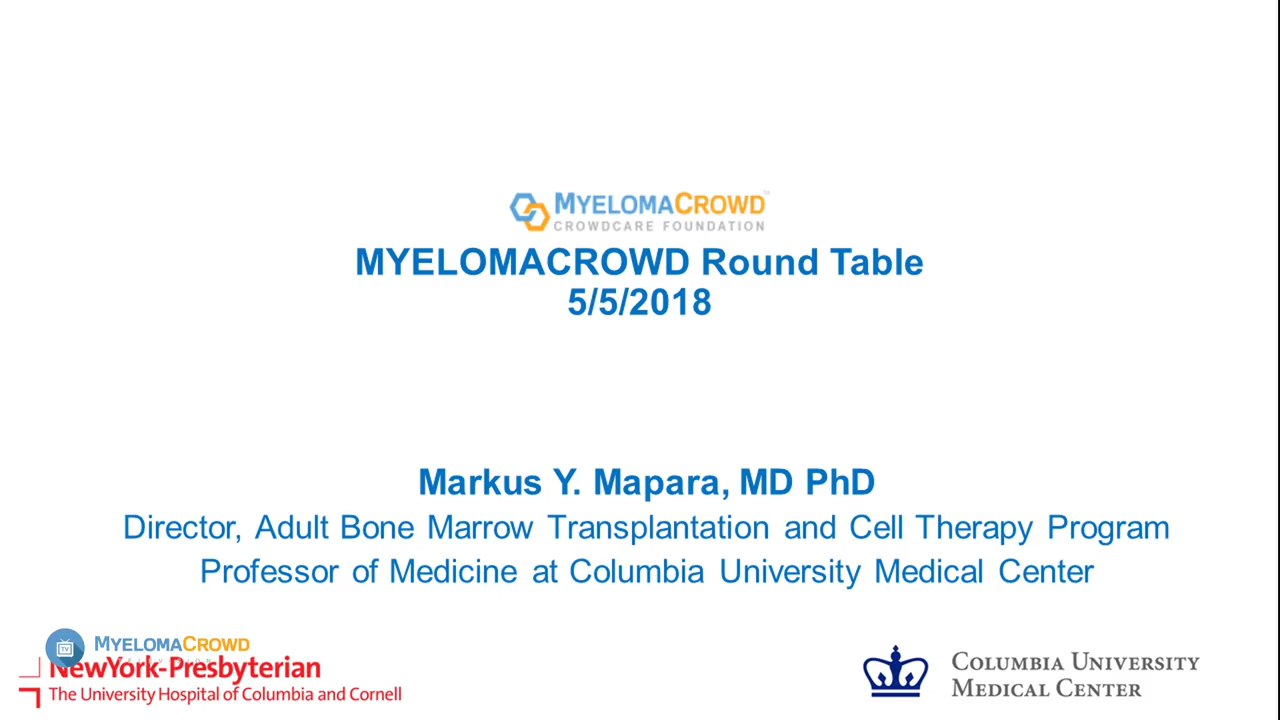 MYELOMACROWD
CROWDCARE FOUNDATION
MYELOMACROWD Round Table
5/5/2018
Markus Y. Mapara, MD PhD
Director, Adult Bone Marrow Transplantation and Cell Therapy Program
Professor of Medicine at Columbia University Medical Center
TV
MYELOMACROWD
NewYork-Presbyterian
The University Hospital of Columbia and Cornell
COLUMBIA UNIVERSITY
MEDICAL CENTER